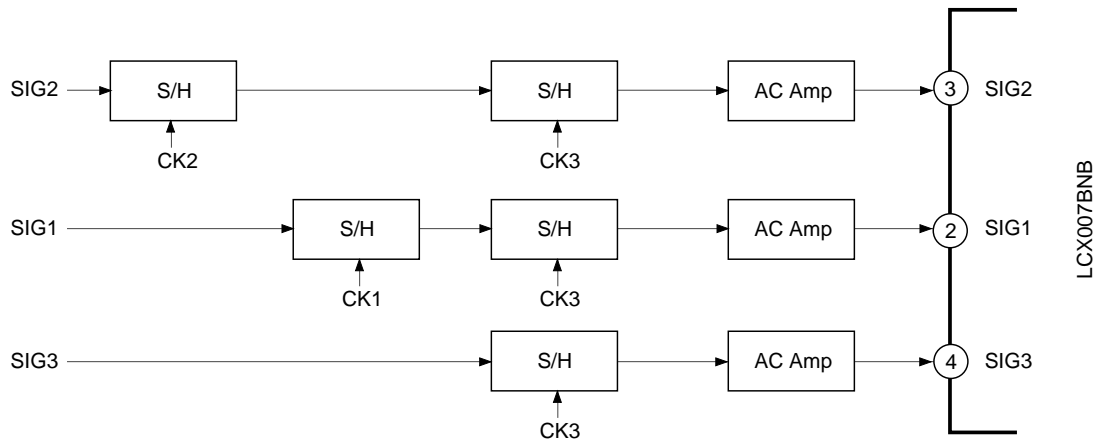 SIG2 S/H S/H AC Amp 3 SIG2
CK2 CK3
SIG1 S/H S/H AC Amp 2 SIG1
CK1 CK3
SIG3 S/H AC Amp 4 SIG3
CK3
LCX007BNB